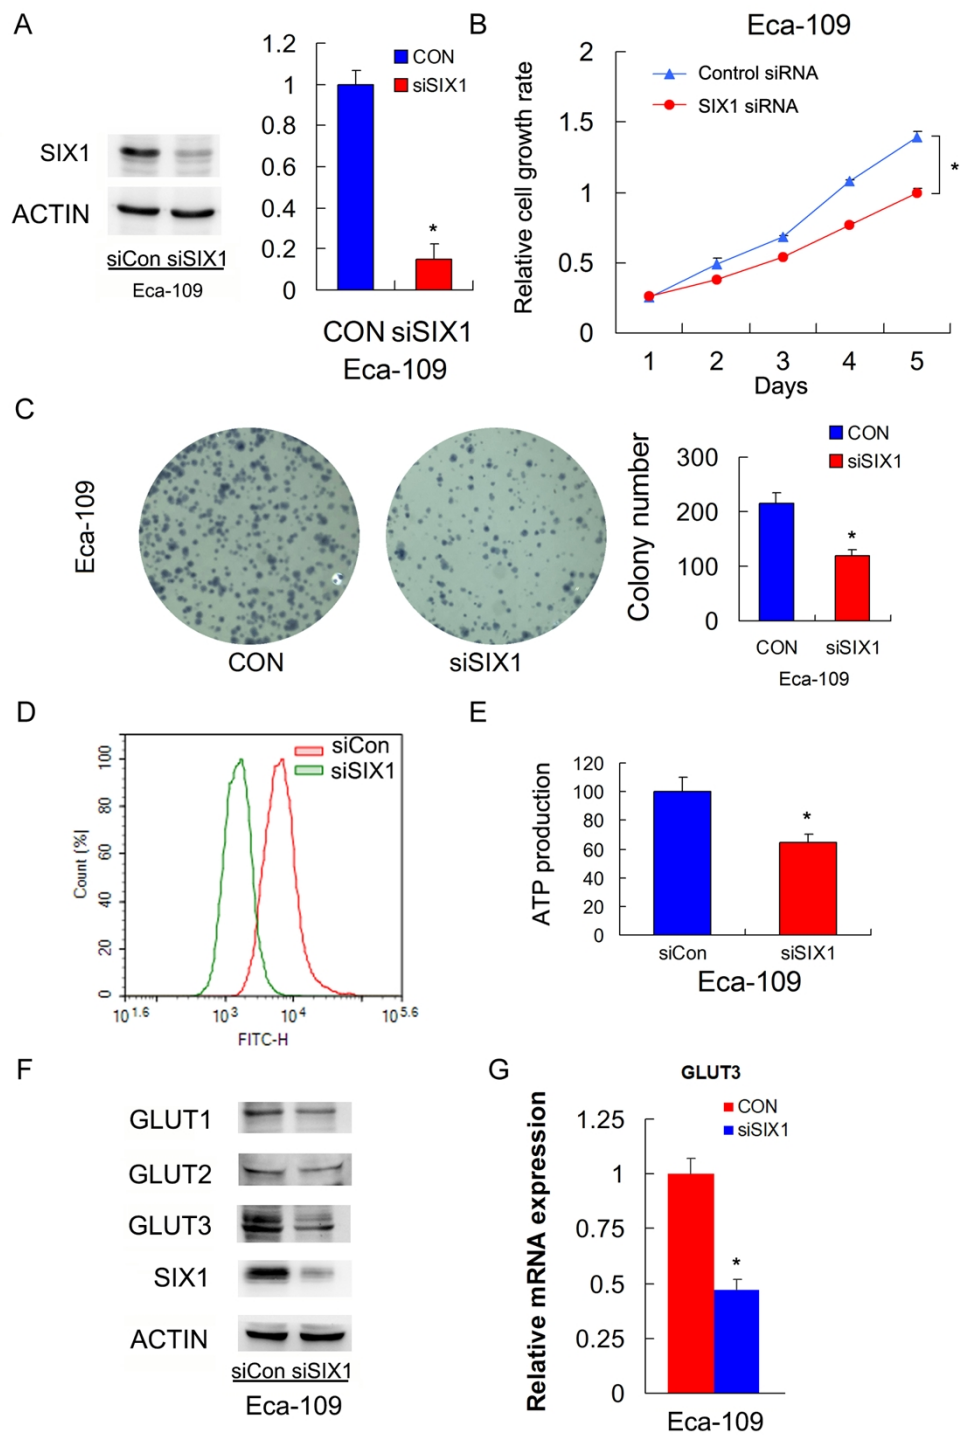 A
SIX1
ACTIN
siCon siSIX1
Eca-109
1.2
1
0.8
0.6
0.4
0.2
0
CON
siSIX1
*
CON siSIX1
Eca-109
B
Eca-109
Relative cell growth rate
2
1.5
1
0.5
0
Control siRNA
SIX1 siRNA
*
1 2 3 4 5
Days
C
Eca-109
CON
siSIX1
Colony number
300
200
100
0
CON
siSIX1
*
CON siSIX1
Eca-109
D
Count (%)
100
80
60
40
20
0
siCon
siSIX1
10^1.6 10^3 10^4 10^5.6
FITC-H
E
ATP production
120
100
80
60
40
20
0
*
siCon siSIX1
Eca-109
F
GLUT1
GLUT2
GLUT3
SIX1
ACTIN
siCon siSIX1
Eca-109
G
GLUT3
Relative mRNA expression
CON
siSIX1
1.25
1
0.75
0.5
0.25
0
*
Eca-109